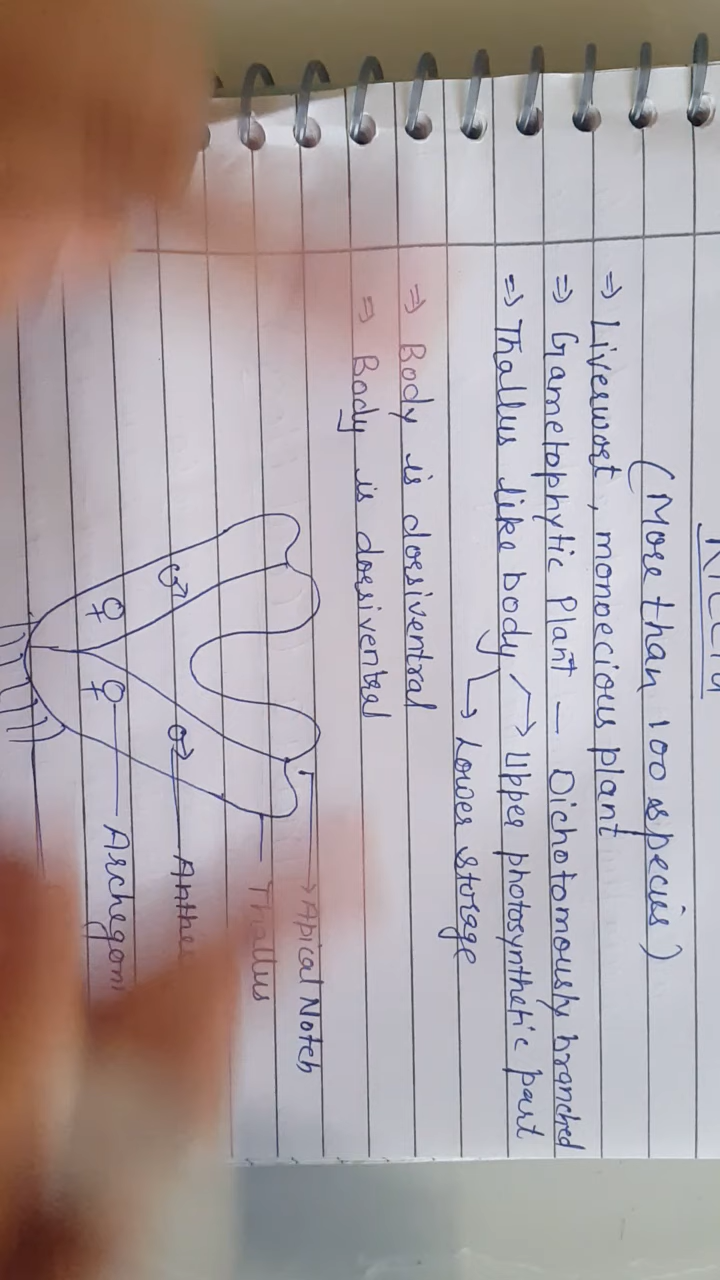 Riccia
(More than 100 species)
⇒ Liverwort, monoecious plant
⇒ Gametophytic Plant — Dichotomously branched
⇒ Thallus like body → Upper photosynthetic part
→ Lower storage
⇒ Body is dorsiventral
⇒ Body is dorsiventral
→ Apical Notch
Thallus
♂ ♂
♀ ♀